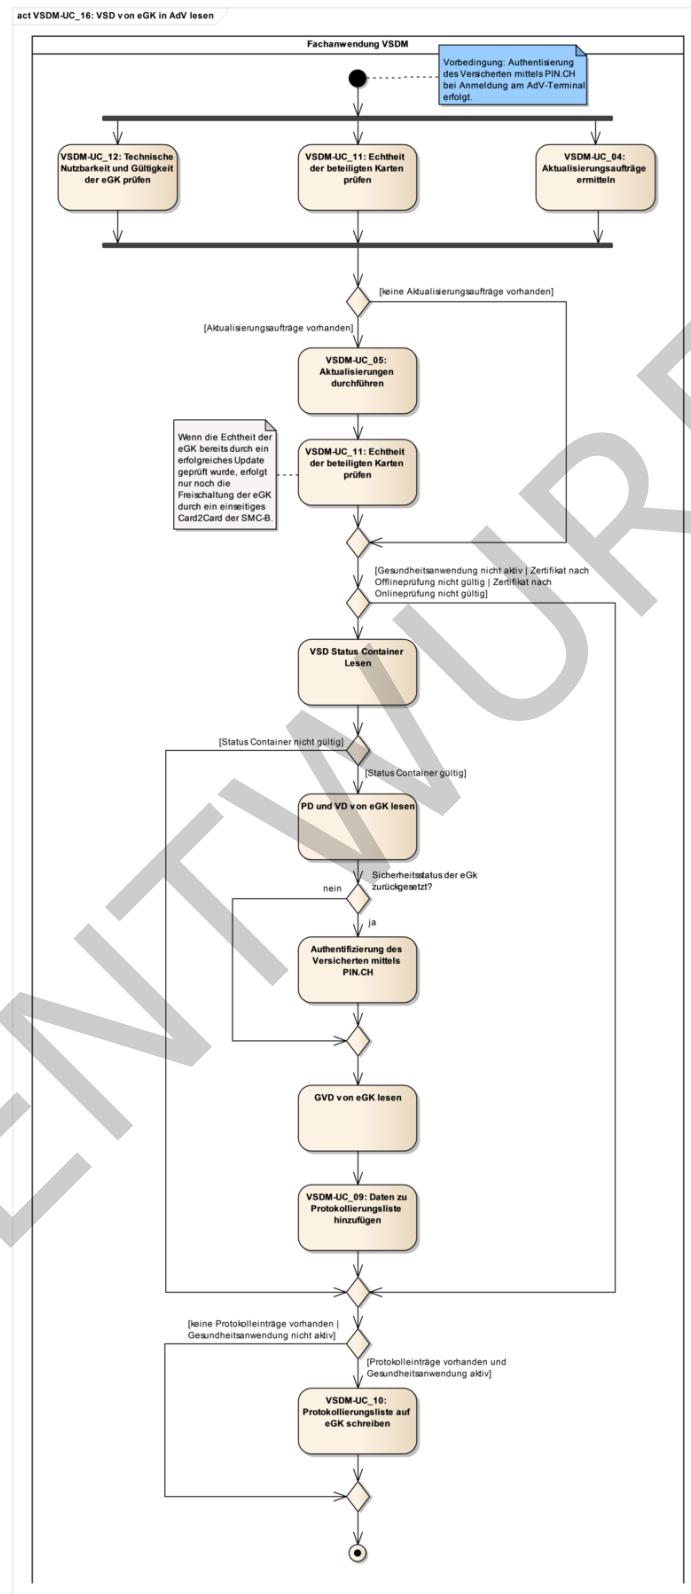 act VSDM-UC_16: VSD von eGK in AdV lesen
Fachanwendung VSDM
Vorbedingung: Authentisierung
des Versicherten mittels PIN.CH
bei Anmeldung am AdV-Terminal
erfolgt.
VSDM-UC_12: Technische
Nutzbarkeit und Gültigkeit
der eGK prüfen
VSDM-UC_11: Echtheit
der beteiligten Karten
prüfen
VSDM-UC_04:
Aktualisierungsaufträge
ermitteln
[keine Aktualisierungsaufträge vorhanden]
[Aktualisierungsaufträge vorhanden]
VSDM-UC_05:
Aktualisierungen
durchführen
Wenn die Echtheit der
eGK bereits durch ein
erfolgreiches Update
geprüft wurde, erfolgt
nur noch die
Freischaltung der eGK
durch ein einseitiges
Card2Card der SMC-B.
VSDM-UC_11: Echtheit
der beteiligten Karten
prüfen
[Gesundheitsanwendung nicht aktiv | Zertifikat nach
Offlineprüfung nicht gültig | Zertifikat nach
Onlineprüfung nicht gültig]
VSD Status Container
Lesen
[Status Container nicht gültig]
[Status Container gültig]
PD und VD von eGK lesen
Sicherheitsstatus der eGk
zurückgesetzt?
nein
ja
Authentifizierung des
Versicherten mittels
PIN.CH
GVD von eGK lesen
VSDM-UC_09: Daten zu
Protokollierungsliste
hinzufügen
[keine Protokolleinträge vorhanden |
Gesundheitsanwendung nicht aktiv]
[Protokolleinträge vorhanden und
Gesundheitsanwendung aktiv]
VSDM-UC_10:
Protokollierungsliste auf
eGK schreiben
ENTWURF